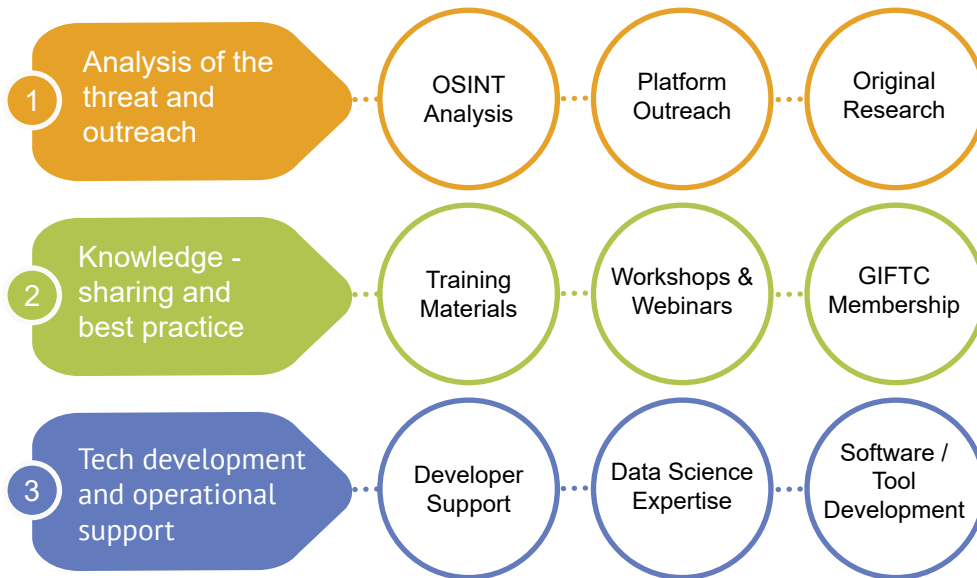 1
Analysis of the
threat and
outreach
OSINT
Analysis
Platform
Outreach
Original
Research
2
Knowledge -
sharing and
best practice
Training
Materials
Workshops &
Webinars
GIFTC
Membership
3
Tech development
and operational
support
Developer
Support
Data Science
Expertise
Software /
Tool
Development